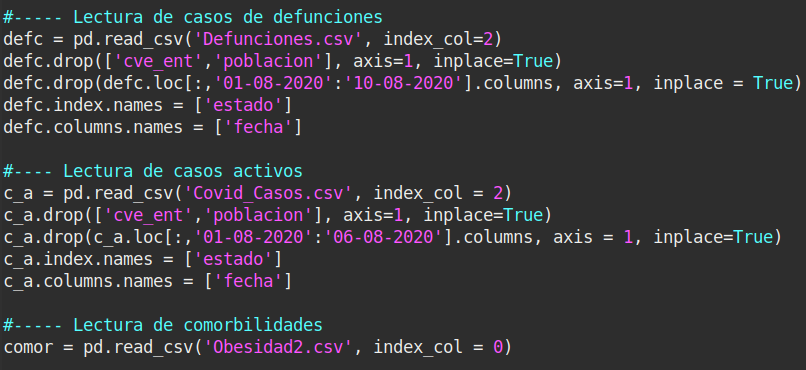 #----- Lectura de casos de defunciones
defc = pd.read_csv('Defunciones.csv', index_col=2)
defc.drop(['cve_ent','poblacion'], axis=1, inplace=True)
defc.drop(defc.loc[:,'01-08-2020':'10-08-2020'].columns, axis=1, inplace = True)
defc.index.names = ['estado']
defc.columns.names = ['fecha']

#---- Lectura de casos activos
c_a = pd.read_csv('Covid_Casos.csv', index_col = 2)
c_a.drop(['cve_ent','poblacion'], axis=1, inplace=True)
c_a.drop(c_a.loc[:,'01-08-2020':'06-08-2020'].columns, axis = 1, inplace=True)
c_a.index.names = ['estado']
c_a.columns.names = ['fecha']

#----- Lectura de comorbilidades
comor = pd.read_csv('Obesidad2.csv', index_col = 0)